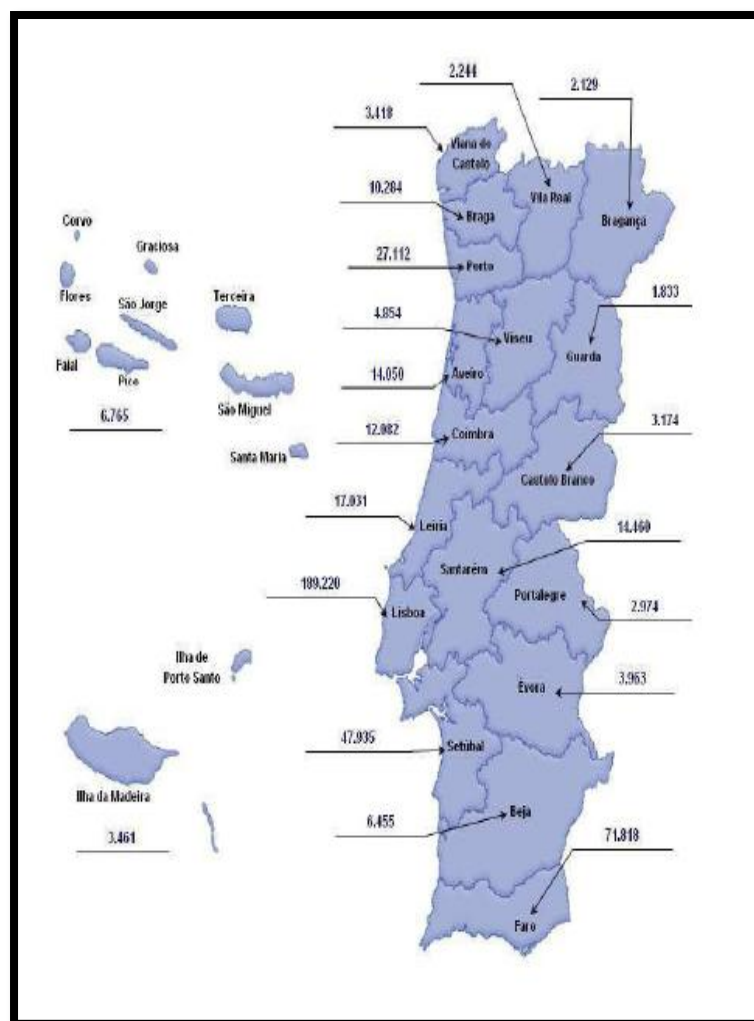 2.244
2.129
3.418
Viana do
Castelo
10.284
Vila Real
Braga
Bragança
Corvo
Graciosa
27.112
Porto
Flores
São Jorge
Terceira
1.833
4.854
Viseu
Faial
Pico
Guarda
14.050
Aveiro
São Miguel
6.765
12.982
Coimbra
3.174
Santa Maria
Castelo Branco
17.031
Leiria
14.460
Santarém
189.220
Lisboa
Portalegre
2.974
Ilha de
Porto Santo
Évora
3.963
47.935
Setúbal
Ilha da Madeira
Beja
6.455
3.461
71.818
Faro